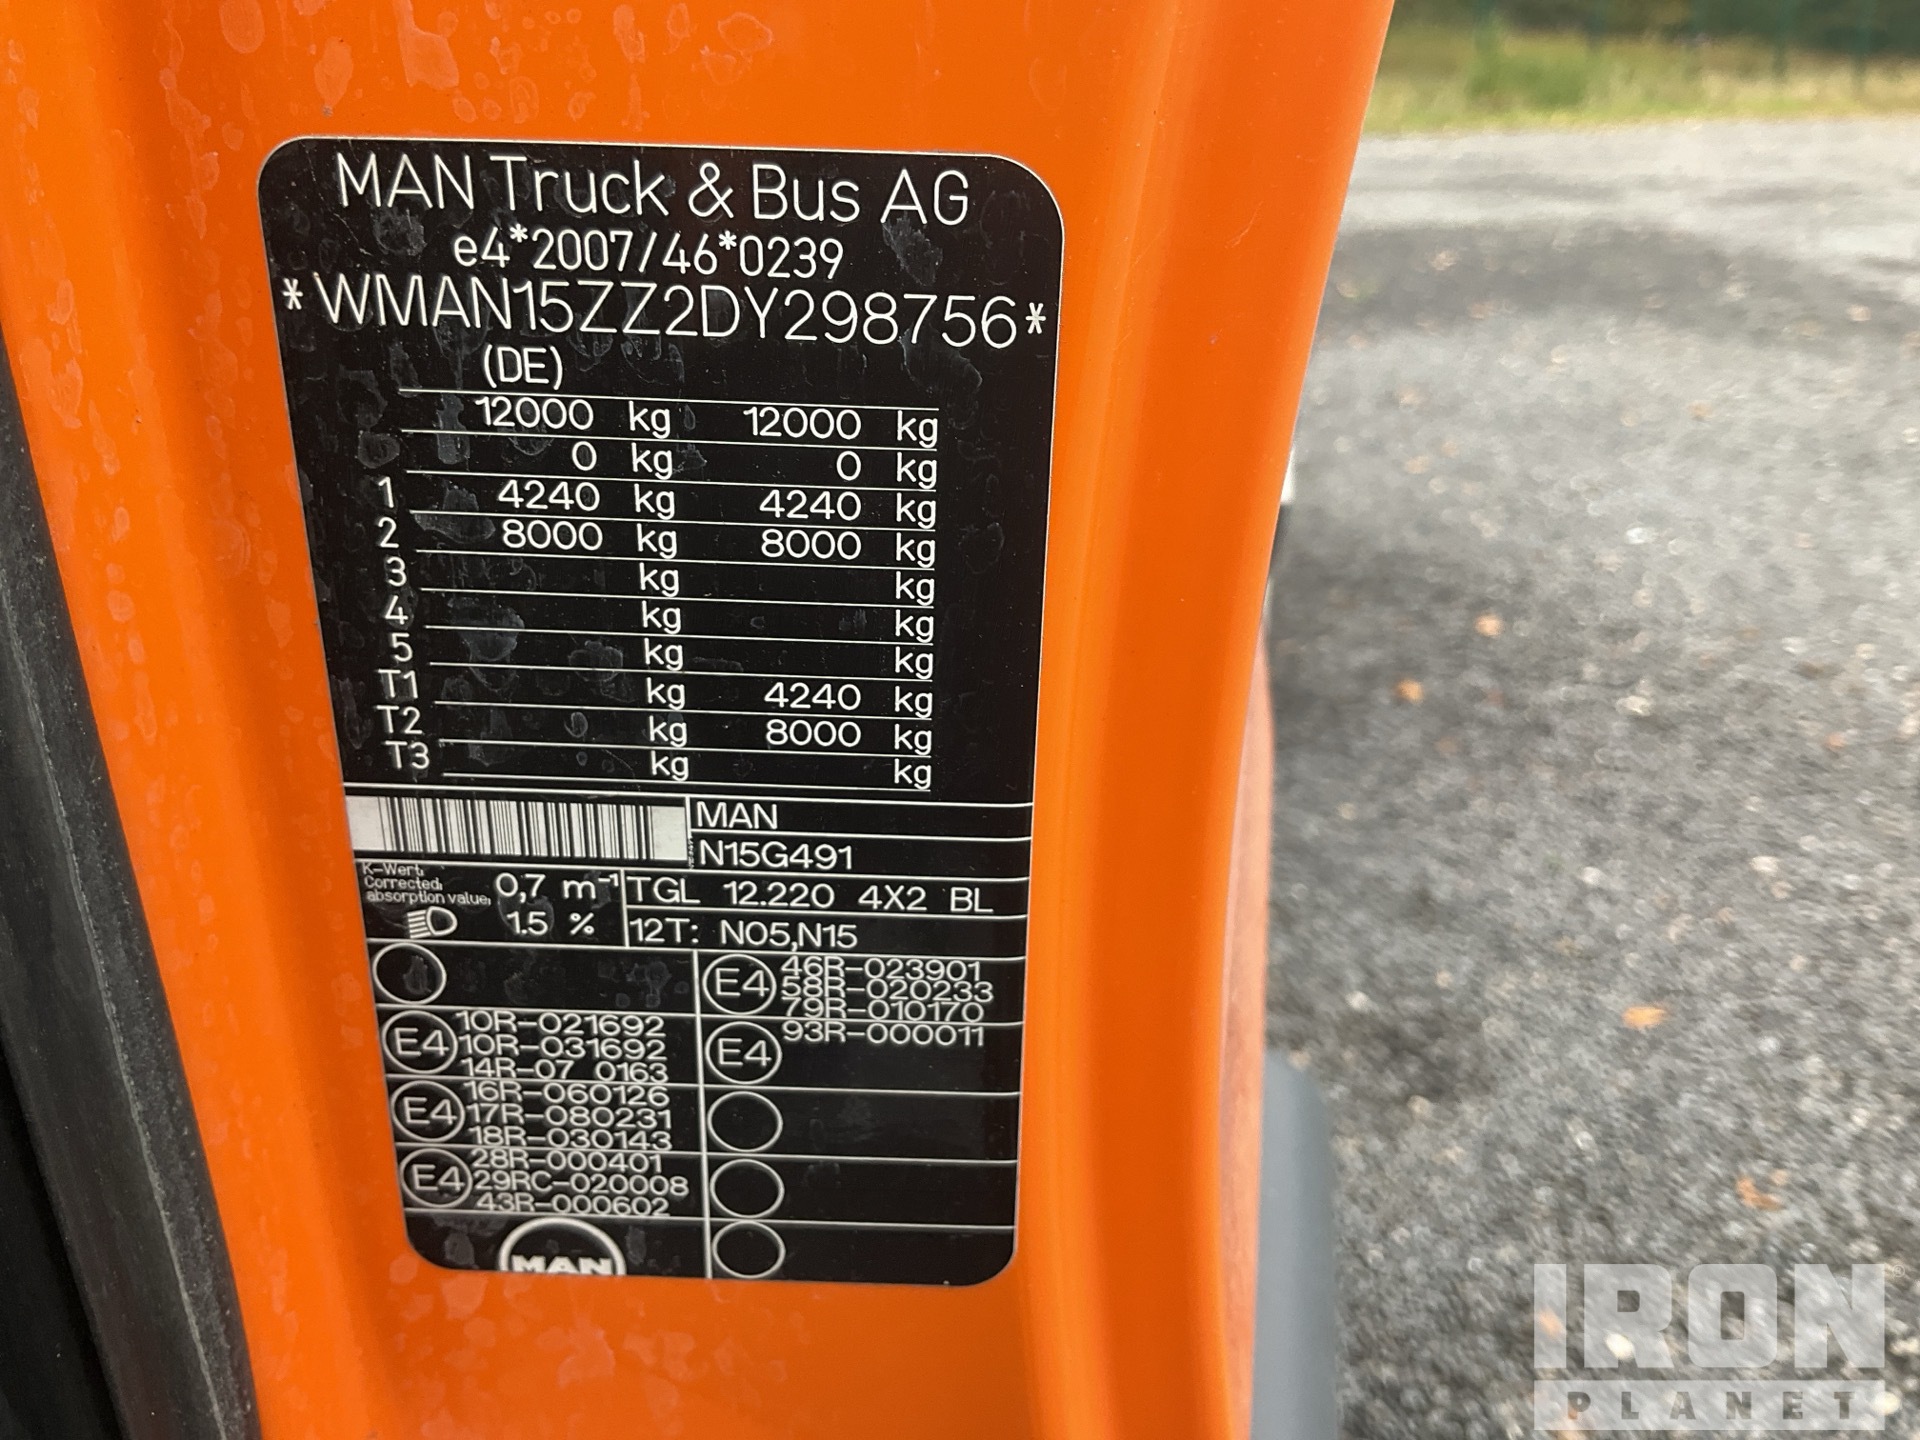 MAN Truck & Bus AG
e4*2007/46*0239
*WMAN15ZZ2DY298756*
(DE)
12000 kg 12000 kg
0 kg 0 kg
1 4240 kg 4240 kg
2 8000 kg 8000 kg
3 kg kg
4 kg kg
5 kg kg
T1 kg 4240 kg
T2 kg 8000 kg
T3 kg kg
MAN
N15G491
K-Wert;
Corrected;
absorption value; 0,7 m⁻¹
1.5 %
TGL 12.220 4X2 BL
12T: N05,N15
E4
10R-021692
10R-031692
14R-07 0163
E4
16R-060126
17R-080231
18R-030143
E4
28R-000401
29RC-020008
43R-000602
E4
46R-023901
58R-020233
79R-010170
E4
93R-000011
MAN
IRON
PLANET